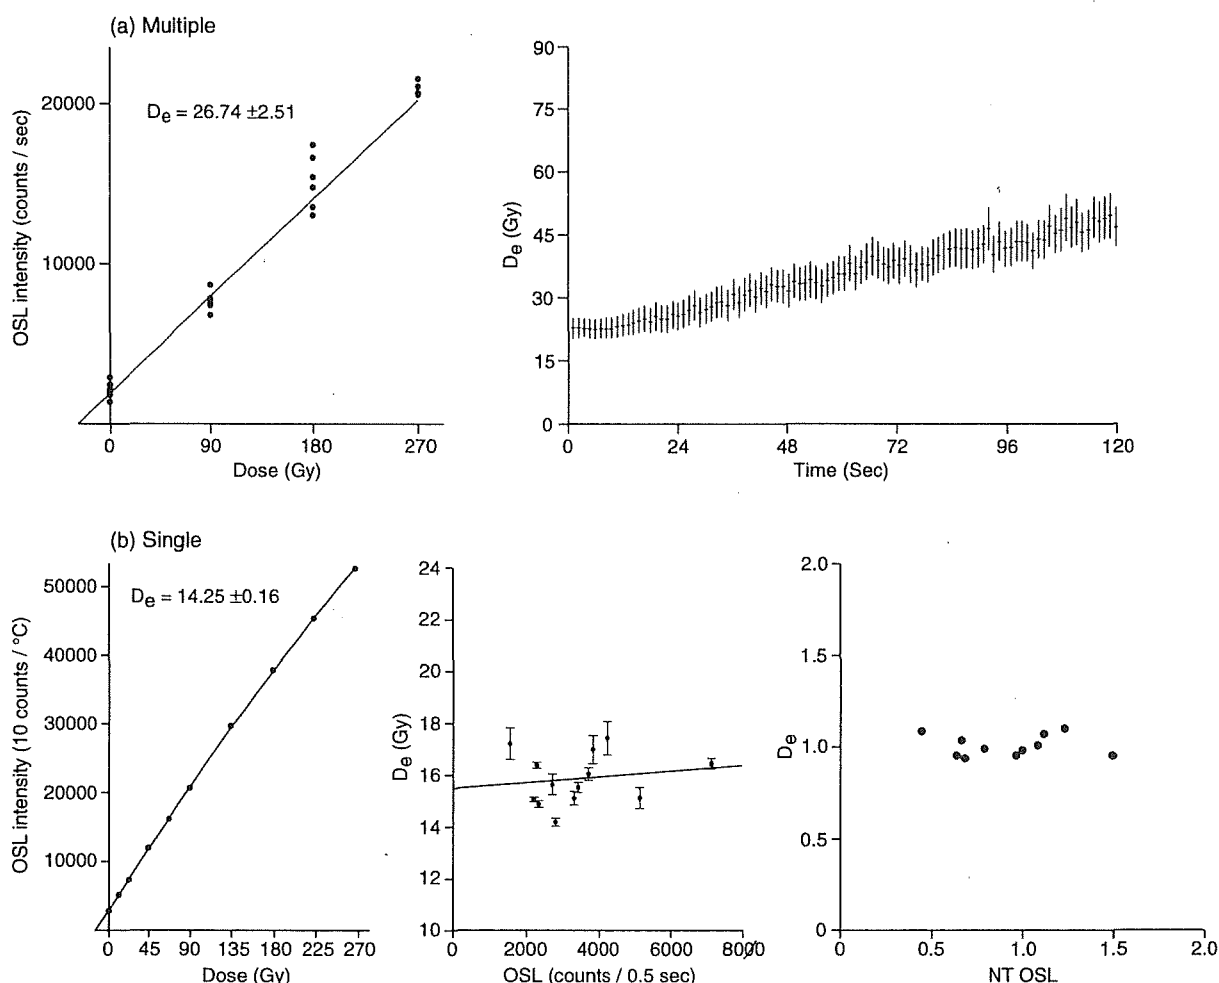 (a) Multiple
OSL intensity (counts / sec)
20000
10000
De = 26.74 ±2.51
0 90 180 270
Dose (Gy)
De (Gy)
90
75
60
45
30
15
0
0 24 48 72 96 120
Time (Sec)
(b) Single
OSL intensity (10 counts / °C)
50000
40000
30000
20000
10000
De = 14.25 ±0.16
0 45 90 135 180 225 270
Dose (Gy)
De (Gy)
24
22
20
18
16
14
12
10
0 2000 4000 6000 8000
OSL (counts / 0.5 sec)
De
2.0
1.5
1.0
0.5
0
0 0.5 1.0 1.5 2.0
NT OSL